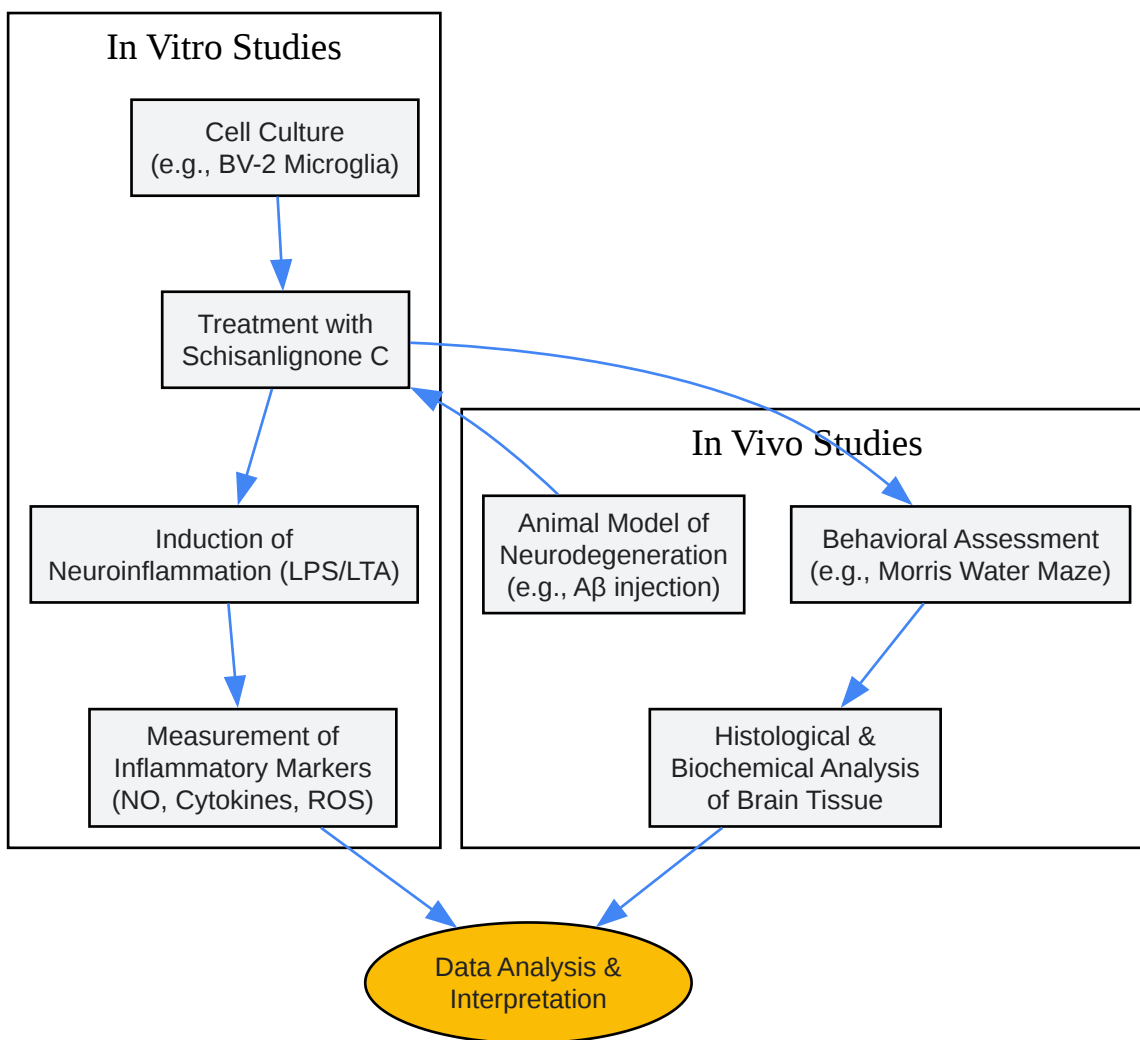 In Vitro Studies
Cell Culture
(e.g., BV-2 Microglia)
Treatment with
Schisanlignone C
Induction of
Neuroinflammation (LPS/LTA)
Measurement of
Inflammatory Markers
(NO, Cytokines, ROS)
In Vivo Studies
Animal Model of
Neurodegeneration
(e.g., Aβ injection)
Behavioral Assessment
(e.g., Morris Water Maze)
Histological &
Biochemical Analysis
of Brain Tissue
Data Analysis &
Interpretation